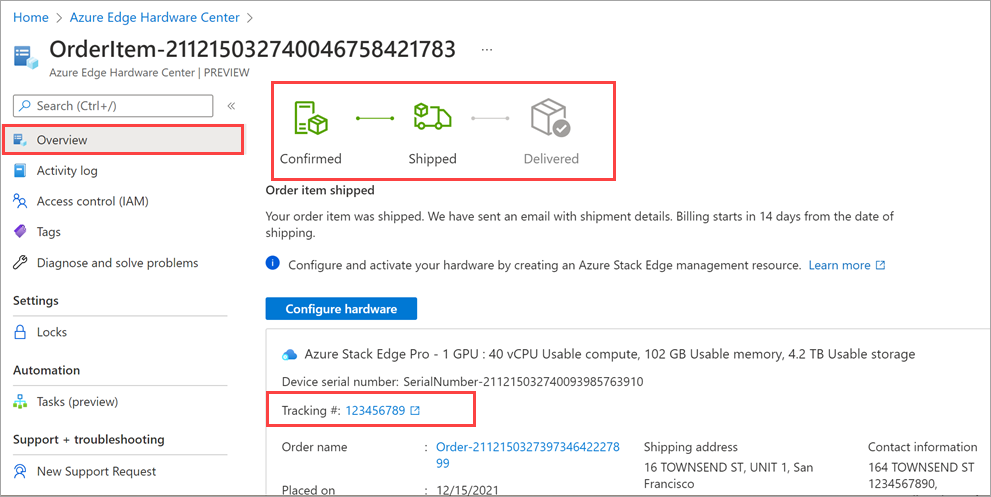 Home > Azure Edge Hardware Center >
OrderItem-211215032740046758421783 ...
Azure Edge Hardware Center | PREVIEW
Search (Ctrl+/) «
Overview
Activity log
Access control (IAM)
Tags
Diagnose and solve problems
Settings
Locks
Automation
Tasks (preview)
Support + troubleshooting
New Support Request
Confirmed Shipped Delivered
Order item shipped
Your order item was shipped. We have sent an email with shipment details. Billing starts in 14 days from the date of
shipping.
Configure and activate your hardware by creating an Azure Stack Edge management resource. Learn more
Configure hardware
Azure Stack Edge Pro - 1 GPU : 40 vCPU Usable compute, 102 GB Usable memory, 4.2 TB Usable storage
Device serial number: SerialNumber-211215032740093985763910
Tracking #: 123456789
Order name : Order-2112150327397346422278
99
Placed on : 12/15/2021
Shipping address
16 TOWNSEND ST, UNIT 1, San
Francisco
Contact information
164 TOWNSEND ST
1234567890,